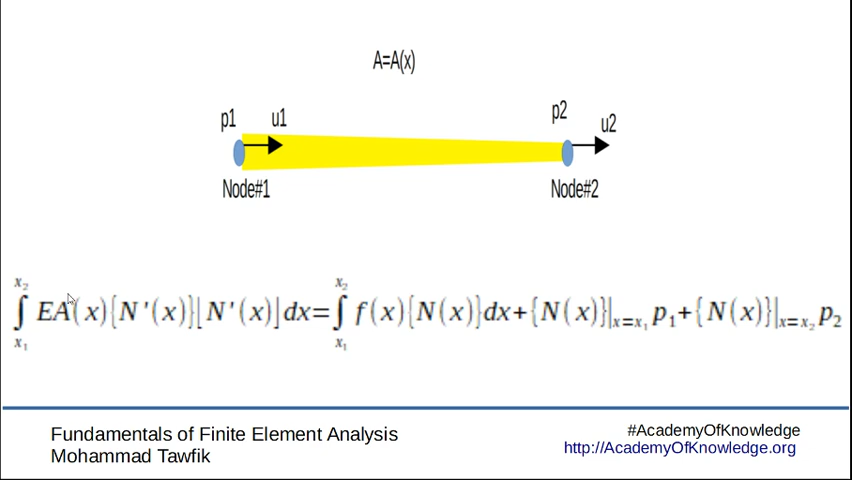 A=A(x)
p1 u1 p2 u2
Node#1 Node#2
∫_{x₁}^{x₂} EA(x){N'(x)}⌊N'(x)⌋dx=∫_{x₁}^{x₂} f(x){N(x)}dx+{N(x)}|_{x=x₁} p₁+{N(x)}|_{x=x₂} p₂
Fundamentals of Finite Element Analysis
Mohammad Tawfik
#AcademyOfKnowledge
http://AcademyOfKnowledge.org